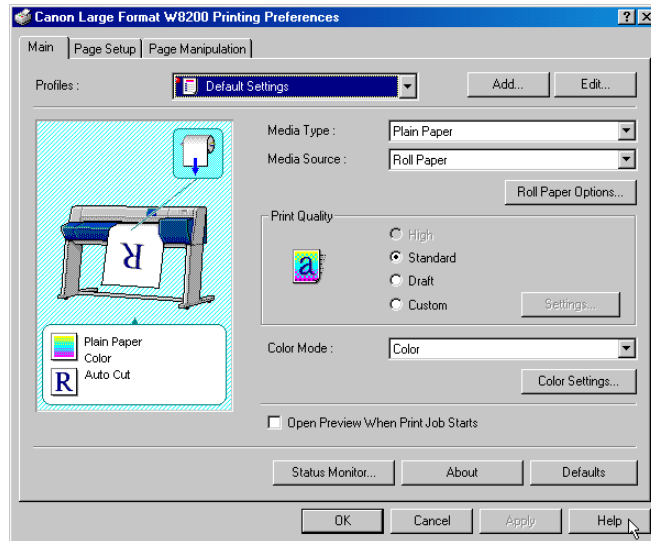 Canon Large Format W8200 Printing Preferences
Main Page Setup Page Manipulation
Profiles : Default Settings Add... Edit...
Media Type : Plain Paper
Media Source : Roll Paper
Roll Paper Options...
Print Quality
High
a Standard
Draft
Custom Settings...
R
Plain Paper
Color
R Auto Cut
Color Mode : Color
Color Settings...
Open Preview When Print Job Starts
Status Monitor... About Defaults
OK Cancel Apply Help